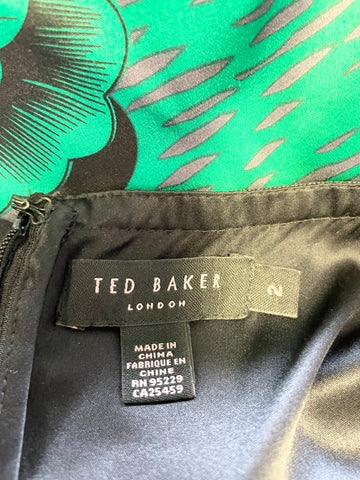 TED BAKER
LONDON
2
MADE IN
CHINA
FABRIQUE EN
CHINE
RN 95229
CA25459